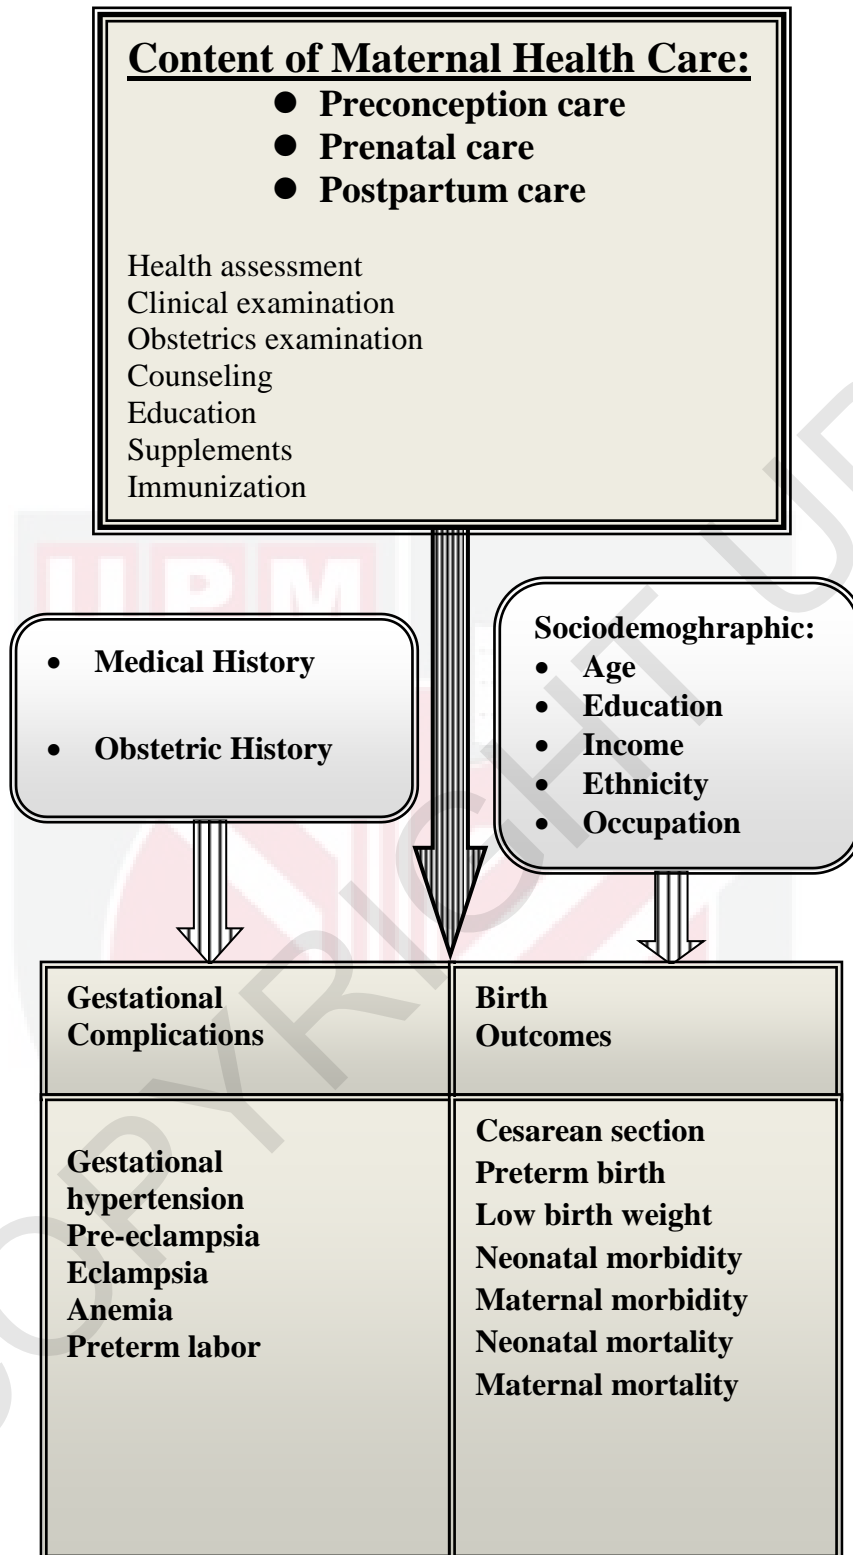 Content of Maternal Health Care:
● Preconception care
● Prenatal care
● Postpartum care
Health assessment
Clinical examination
Obstetrics examination
Counseling
Education
Supplements
Immunization
UPM
• Medical History
• Obstetric History
Sociodemoghraphic:
• Age
• Education
• Income
• Ethnicity
• Occupation
Gestational
Complications
Birth
Outcomes
Gestational
hypertension
Pre-eclampsia
Eclampsia
Anemia
Preterm labor
Cesarean section
Preterm birth
Low birth weight
Neonatal morbidity
Maternal morbidity
Neonatal mortality
Maternal mortality
COPYRIGHT